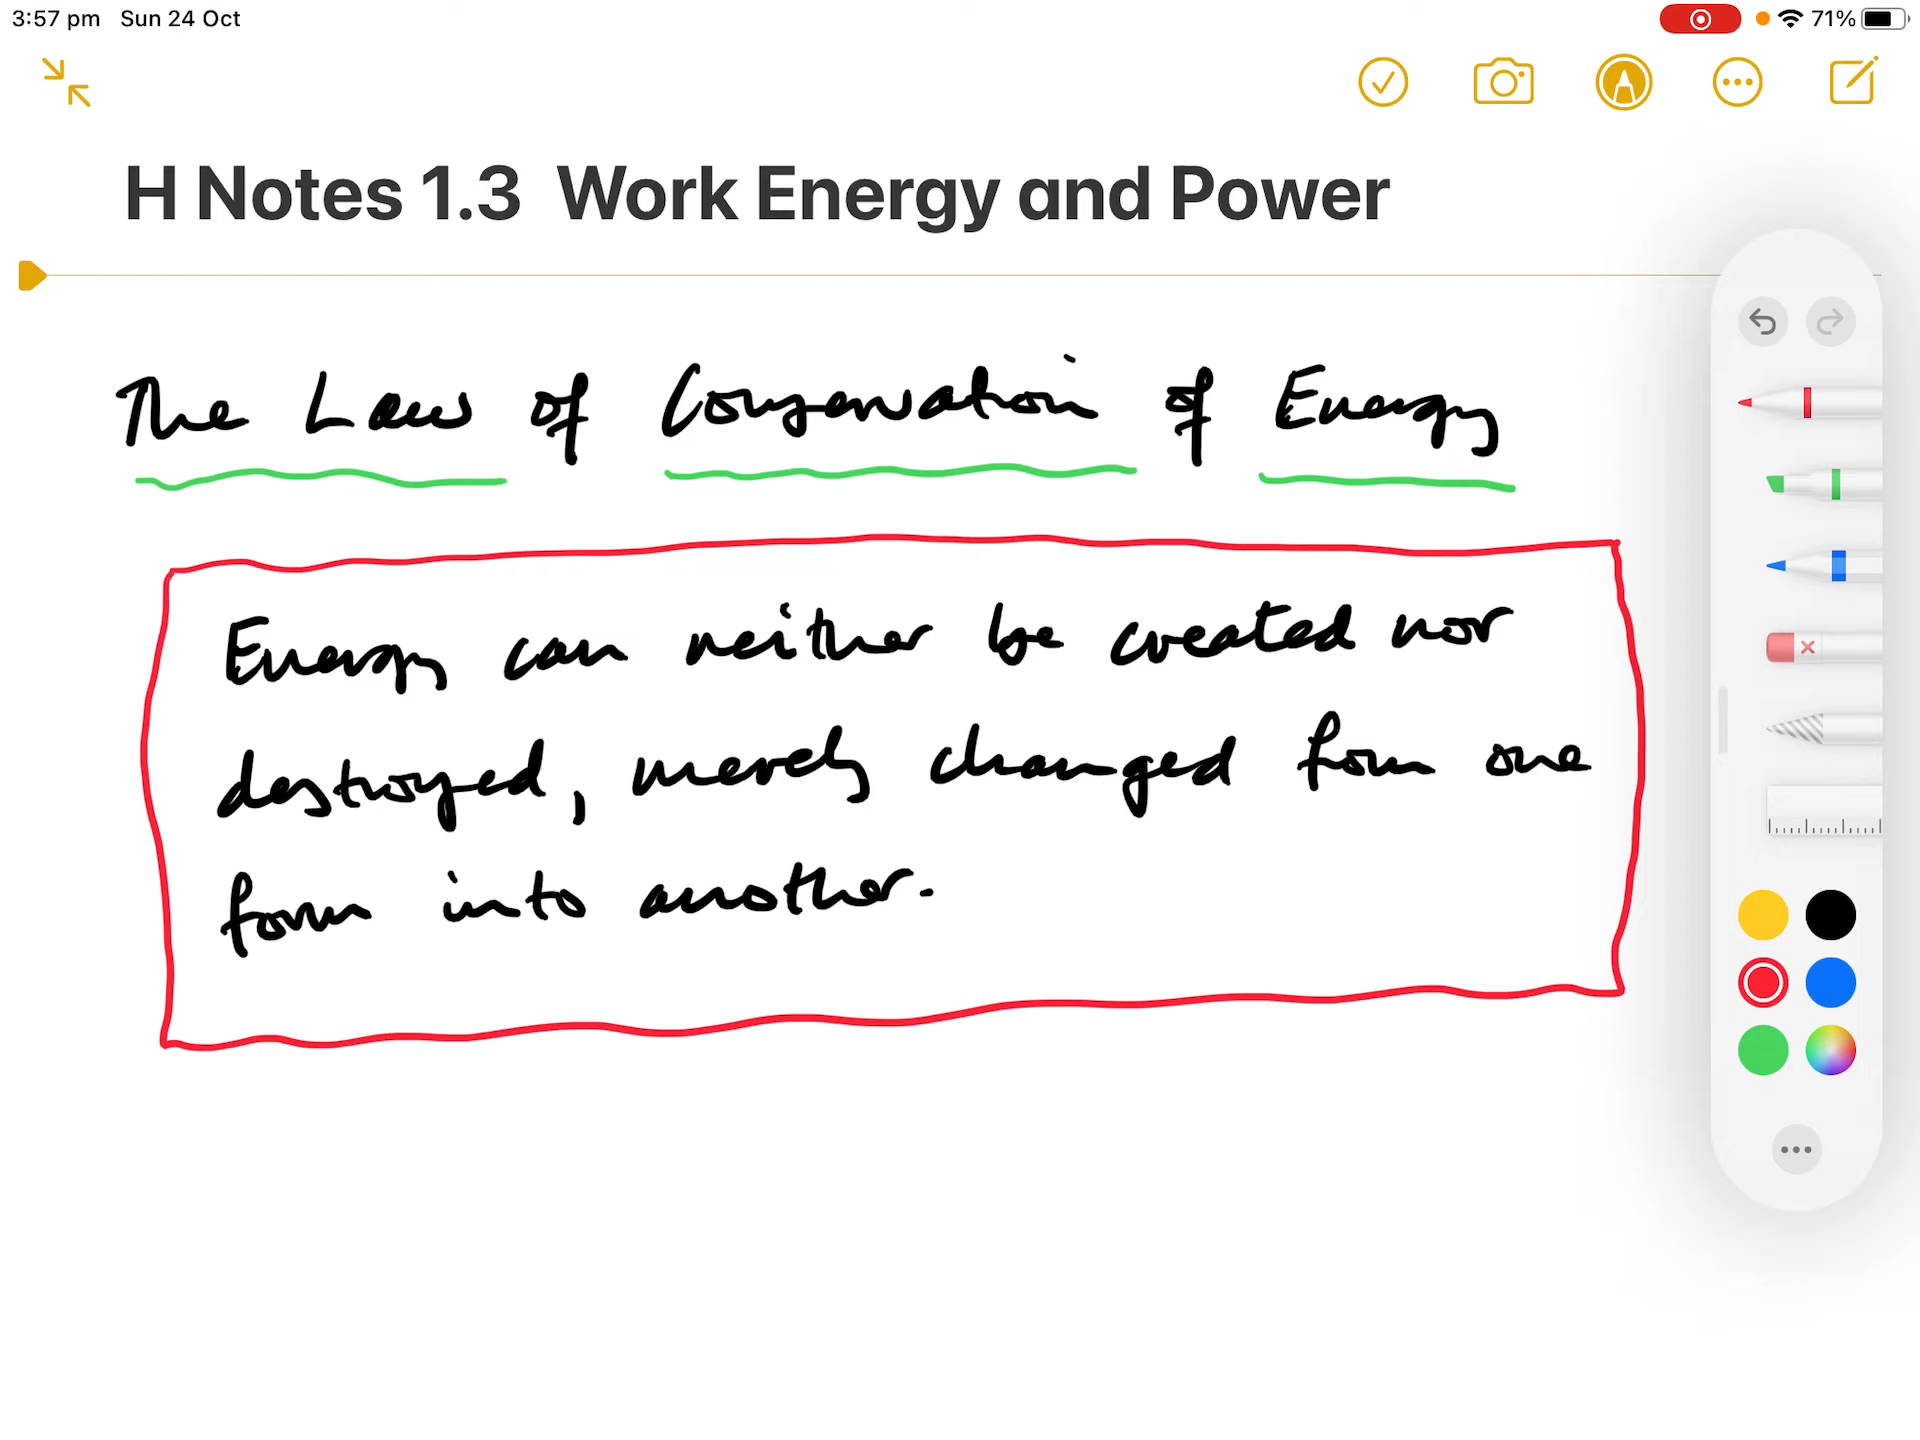 3:57 pm Sun 24 Oct 71%
H Notes 1.3 Work Energy and Power
The Law of Conservation of Energy
Energy can neither be created nor
destroyed, merely changed from one
form into another.